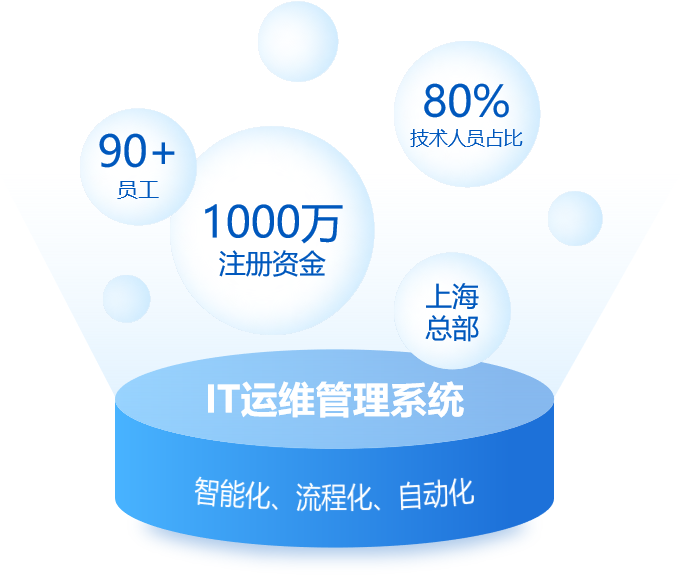 80%
技术人员占比
90+
员工
1000万
注册资金
上海
总部
IT运维管理系统
智能化、流程化、自动化